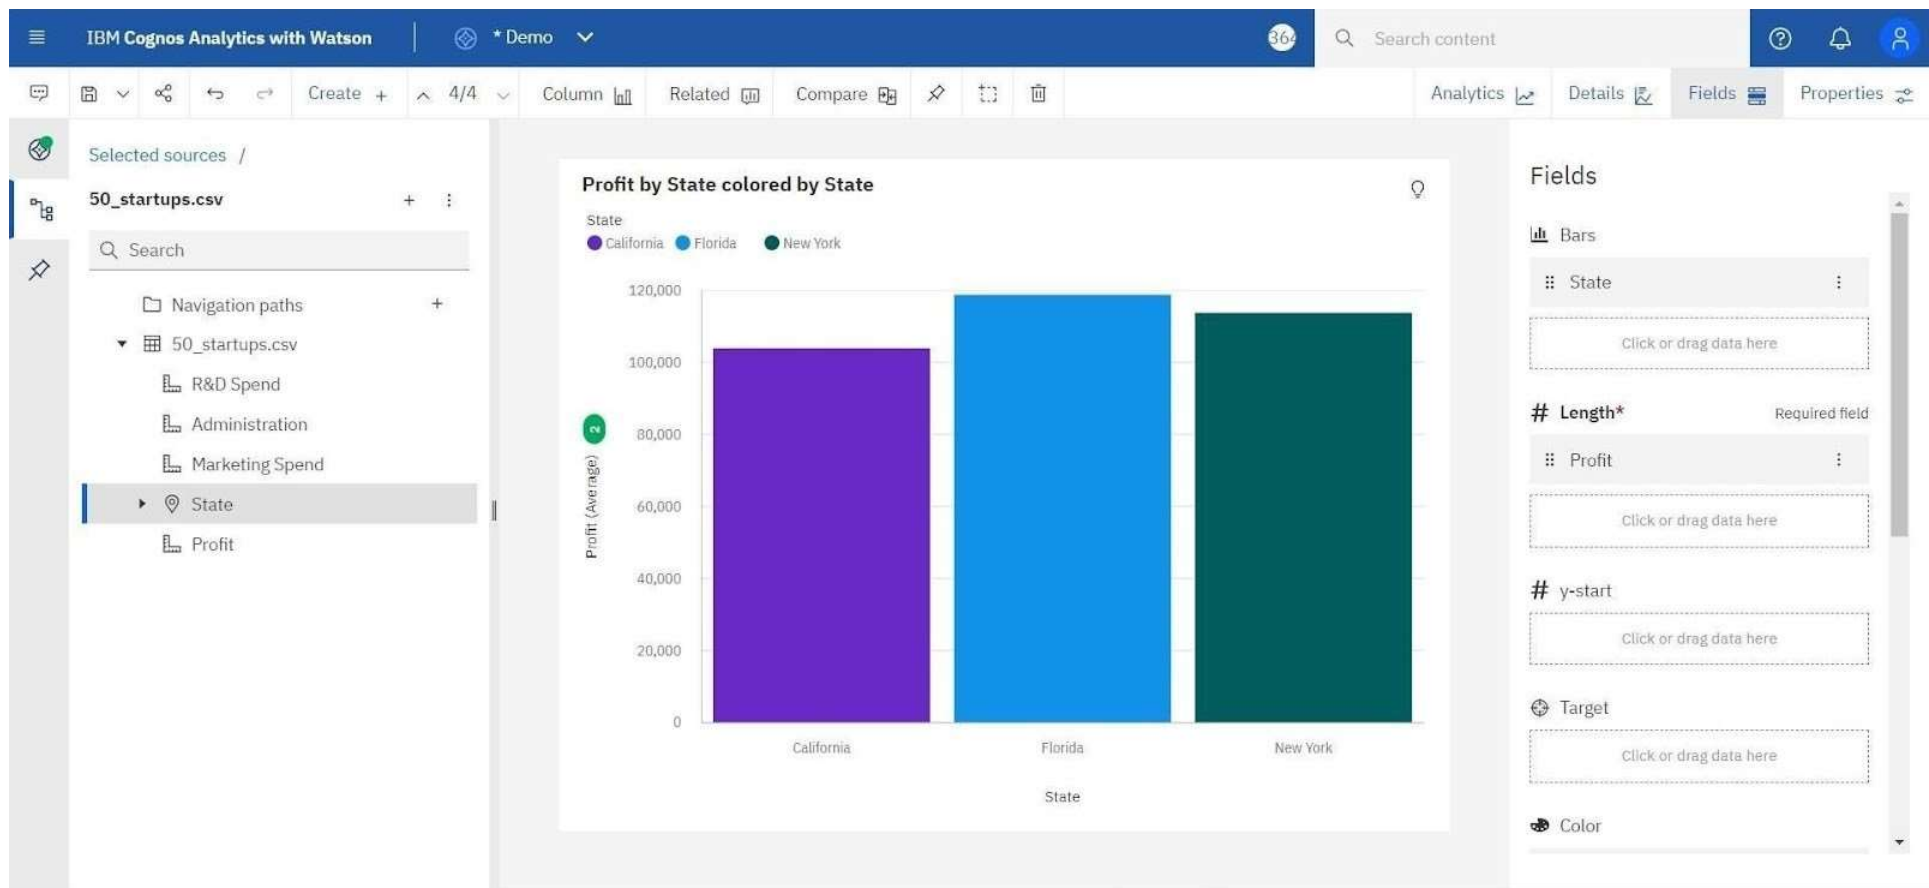 IBM Cognos Analytics with Watson
* Demo
364
Search content
Create +
4/4
Column
Related
Compare
Analytics
Details
Fields
Properties
Selected sources /
50_startups.csv
Search
Navigation paths
50_startups.csv
R&D Spend
Administration
Marketing Spend
State
Profit
Profit by State colored by State
State
California
Florida
New York
120,000
100,000
80,000
60,000
40,000
20,000
0
Profit (Average)
2
California
Florida
New York
State
Fields
Bars
State
Click or drag data here
# Length*
Required field
Profit
Click or drag data here
# y-start
Click or drag data here
Target
Click or drag data here
Color